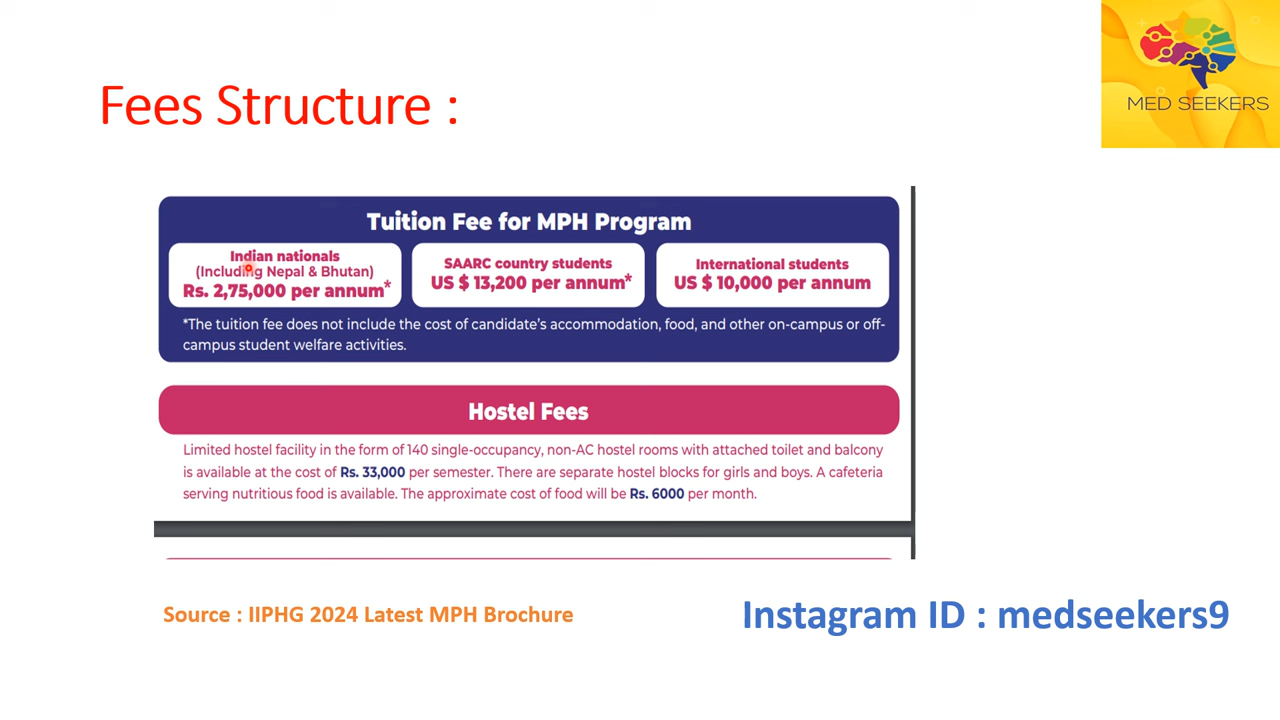 MED SEEKERS
Fees Structure :
Tuition Fee for MPH Program
Indian nationals
(Including Nepal & Bhutan)
Rs. 2,75,000 per annum*
SAARC country students
US $ 13,200 per annum*
International students
US $ 10,000 per annum
*The tuition fee does not include the cost of candidate's accommodation, food, and other on-campus or off-
campus student welfare activities.
Hostel Fees
Limited hostel facility in the form of 140 single-occupancy, non-AC hostel rooms with attached toilet and balcony
is available at the cost of Rs. 33,000 per semester. There are separate hostel blocks for girls and boys. A cafeteria
serving nutritious food is available. The approximate cost of food will be Rs. 6000 per month.
Source : IIPHG 2024 Latest MPH Brochure
Instagram ID : medseekers9